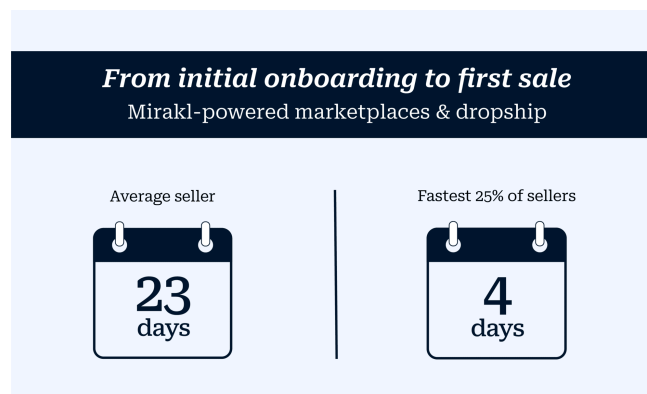 From initial onboarding to first sale
Mirakl-powered marketplaces & dropship
Average seller
23
days
Fastest 25% of sellers
4
days